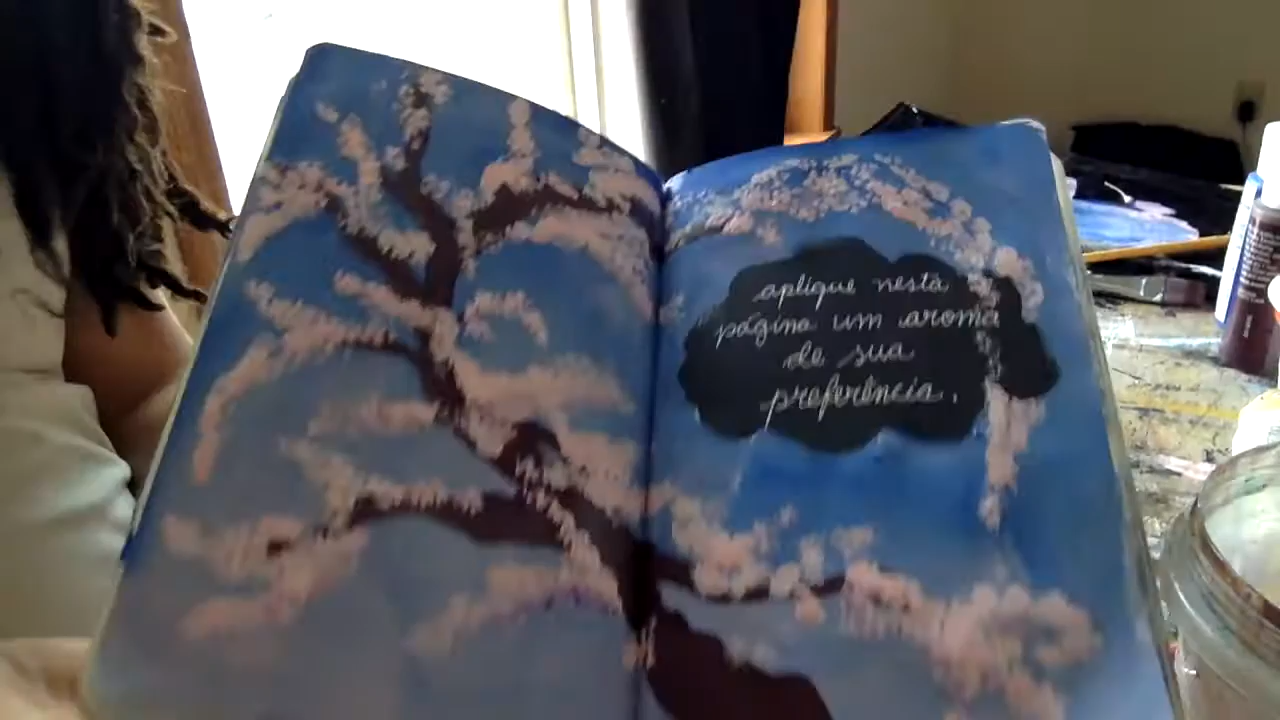 aplique nesta
página um aroma
de sua
preferência.